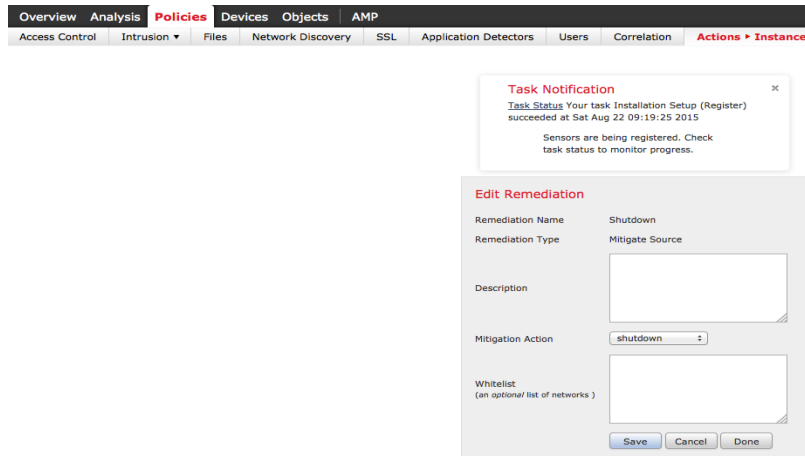 Overview Analysis Policies Devices Objects AMP
Access Control Intrusion ▾ Files Network Discovery SSL Application Detectors Users Correlation Actions ▸ Instance
Task Notification ×
Task Status Your task Installation Setup (Register)
succeeded at Sat Aug 22 09:19:25 2015
Sensors are being registered. Check
task status to monitor progress.
Edit Remediation
Remediation Name Shutdown
Remediation Type Mitigate Source
Description
Mitigation Action shutdown
Whitelist
(an optional list of networks )
Save Cancel Done